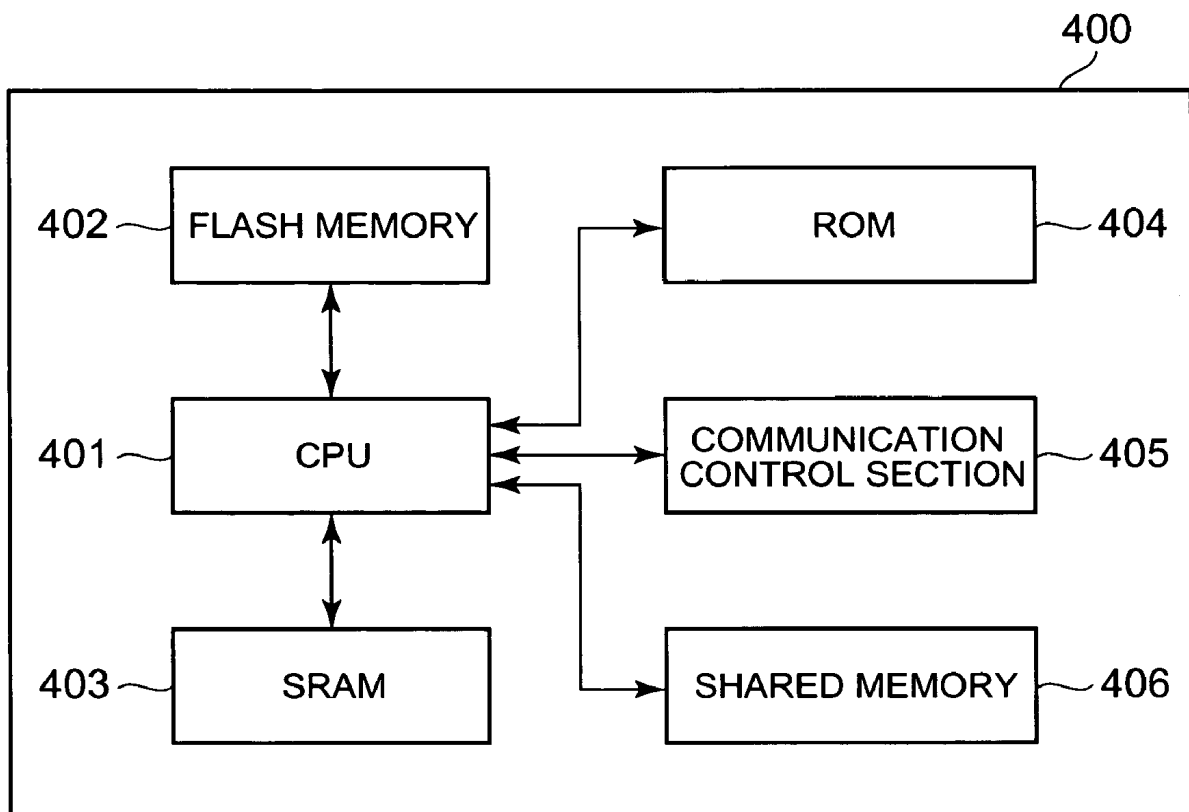 400
402
FLASH MEMORY
ROM
404
401
CPU
COMMUNICATION
CONTROL SECTION
405
403
SRAM
SHARED MEMORY
406